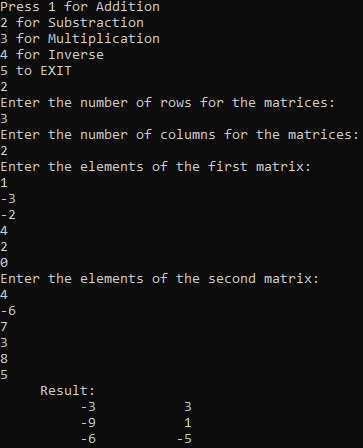 Press 1 for Addition
2 for Substraction
3 for Multiplication
4 for Inverse
5 to EXIT
2
Enter the number of rows for the matrices:
3
Enter the number of columns for the matrices:
2
Enter the elements of the first matrix:
1
-3
-2
4
2
0
Enter the elements of the second matrix:
4
-6
7
3
8
5
Result:
-3 3
-9 1
-6 -5